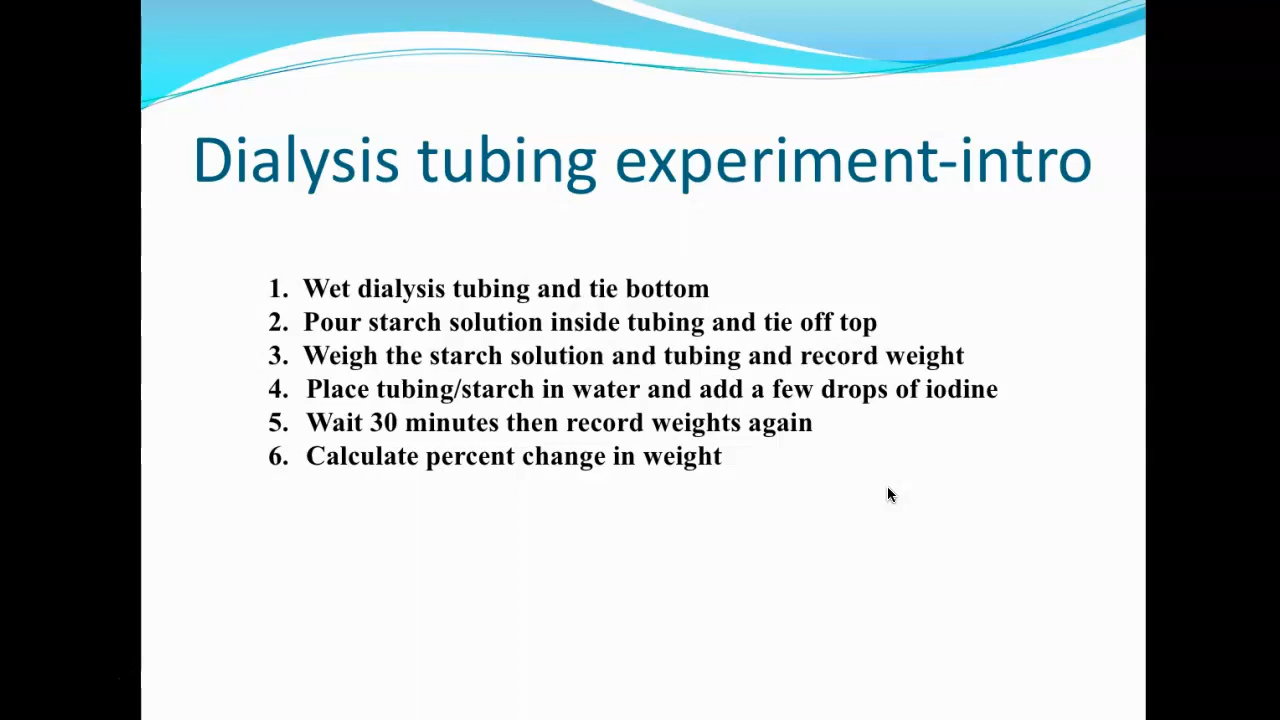 Dialysis tubing experiment-intro
1. Wet dialysis tubing and tie bottom
2. Pour starch solution inside tubing and tie off top
3. Weigh the starch solution and tubing and record weight
4. Place tubing/starch in water and add a few drops of iodine
5. Wait 30 minutes then record weights again
6. Calculate percent change in weight